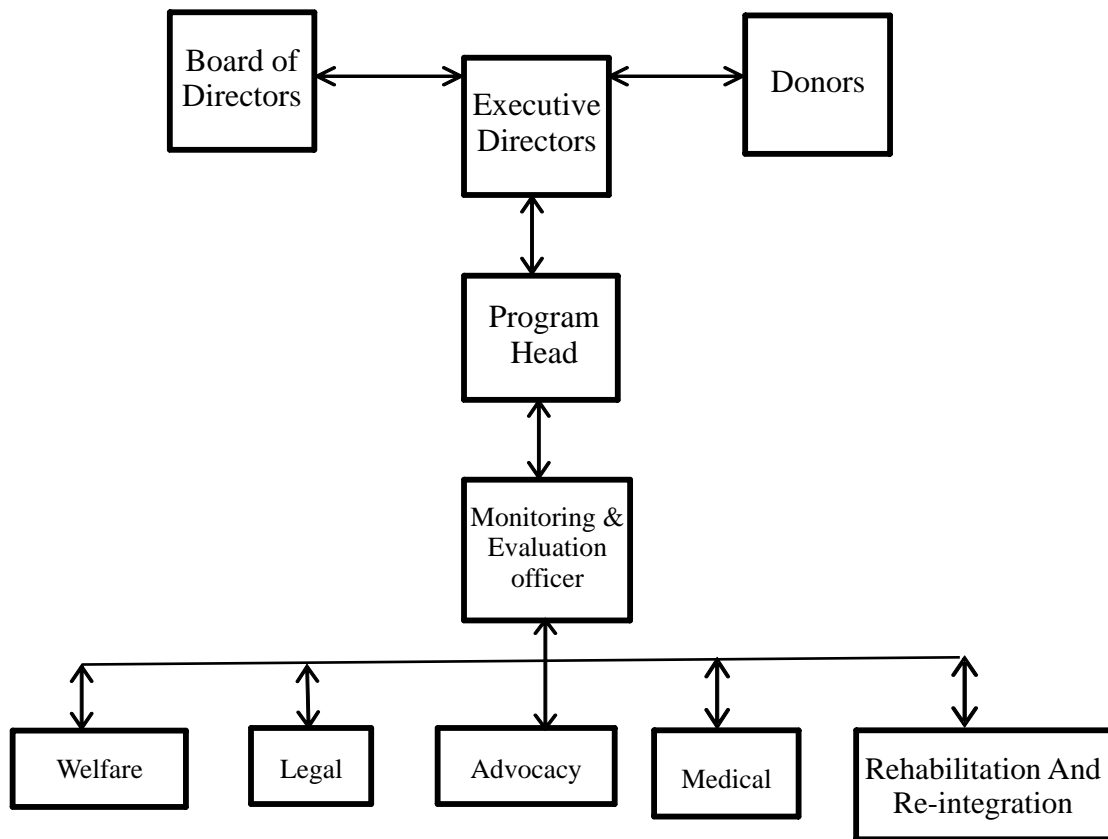 Board of
Directors
Executive
Directors
Donors
Program
Head
Monitoring &
Evaluation
officer
Welfare
Legal
Advocacy
Medical
Rehabilitation And
Re-integration